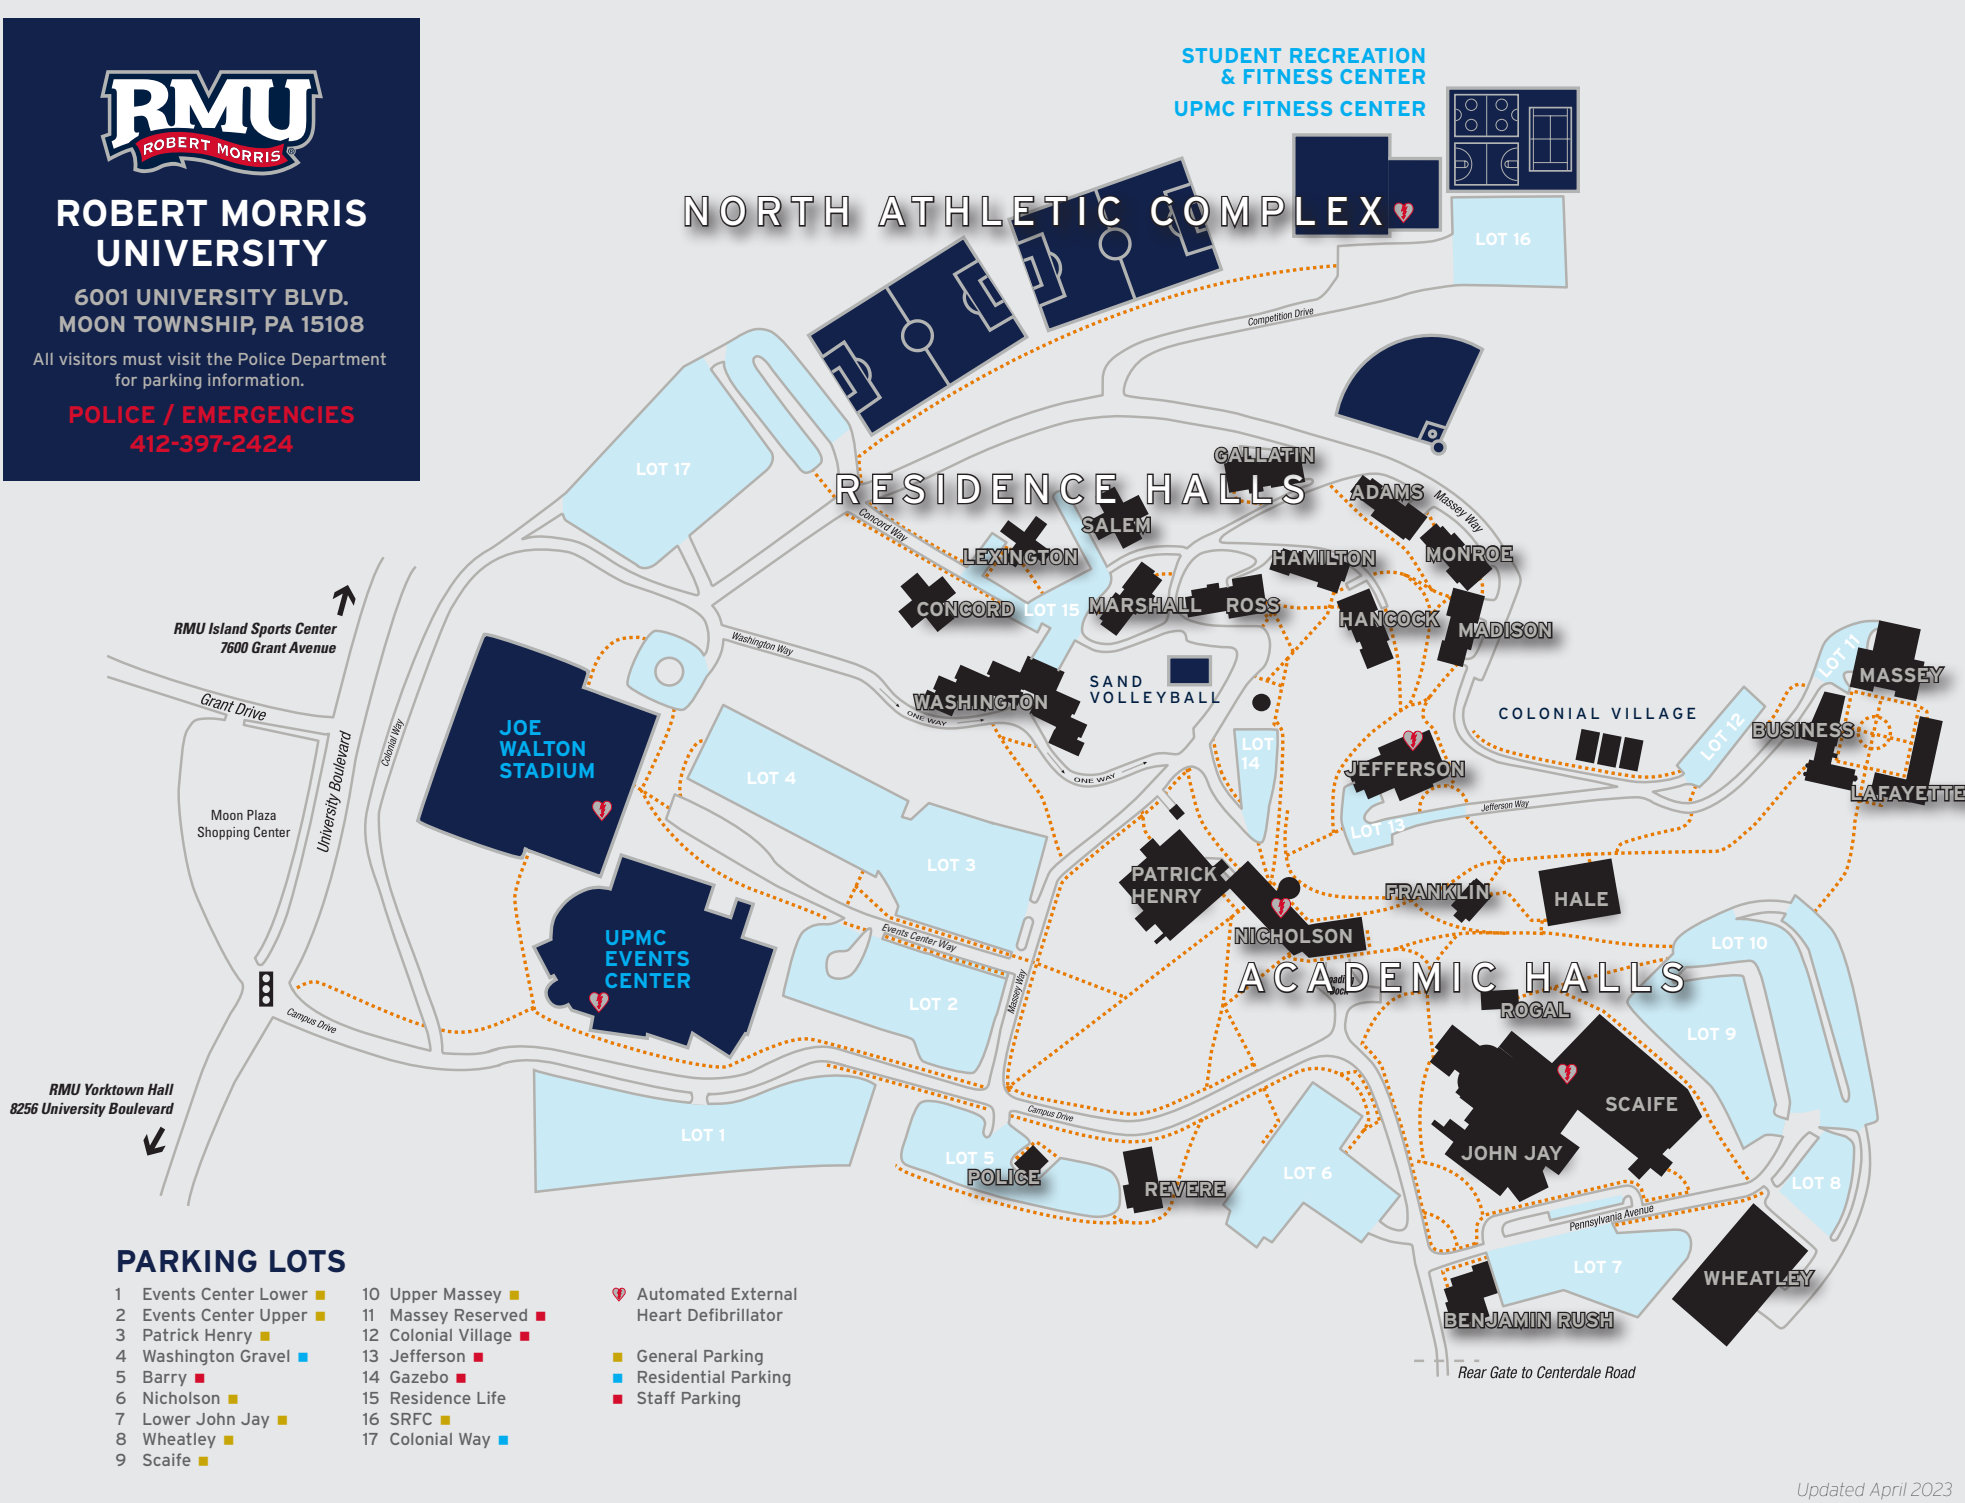 RMU
ROBERT MORRIS
®
ROBERT MORRIS
UNIVERSITY
6001 UNIVERSITY BLVD.
MOON TOWNSHIP, PA 15108
All visitors must visit the Police Department
for parking information.
POLICE / EMERGENCIES
412-397-2424
STUDENT RECREATION
& FITNESS CENTER
UPMC FITNESS CENTER
NORTH ATHLETIC COMPLEX
LOT 16
Competition Drive
LOT 17
GALLATIN
RESIDENCE HALLS
ADAMS
Massey Way
Concord Way
SALEM
LEXINGTON
HAMILTON
MONROE
CONCORD
LOT 15
MARSHALL
ROSS
HANCOCK
MADISON
RMU Island Sports Center
7600 Grant Avenue
Washington Way
LOT 11
MASSEY
SAND
VOLLEYBALL
WASHINGTON
ONE WAY
Grant Drive
COLONIAL VILLAGE
LOT 12
BUSINESS
JOE
WALTON
STADIUM
Colonial Way
University Boulevard
LOT
14
LOT 4
ONE WAY
JEFFERSON
LAFAYETTE
Jefferson Way
Moon Plaza
Shopping Center
LOT 13
LOT 3
PATRICK
HENRY
FRANKLIN
HALE
UPMC
EVENTS
CENTER
Events Center Way
NICHOLSON
LOT 10
ACADEMIC HALLS
Massey Way
LOT 2
ROGAL
Campus Drive
LOT 9
RMU Yorktown Hall
8256 University Boulevard
SCAIFE
Campus Drive
LOT 1
JOHN JAY
LOT 5
POLICE
LOT 6
REVERE
LOT 8
Pennsylvania Avenue
LOT 7
WHEATLEY
BENJAMIN RUSH
Rear Gate to Centerdale Road
PARKING LOTS
1 Events Center Lower
2 Events Center Upper
3 Patrick Henry
4 Washington Gravel
5 Barry
6 Nicholson
7 Lower John Jay
8 Wheatley
9 Scaife
10 Upper Massey
11 Massey Reserved
12 Colonial Village
13 Jefferson
14 Gazebo
15 Residence Life
16 SRFC
17 Colonial Way
Automated External
Heart Defibrillator
General Parking
Residential Parking
Staff Parking
Updated April 2023